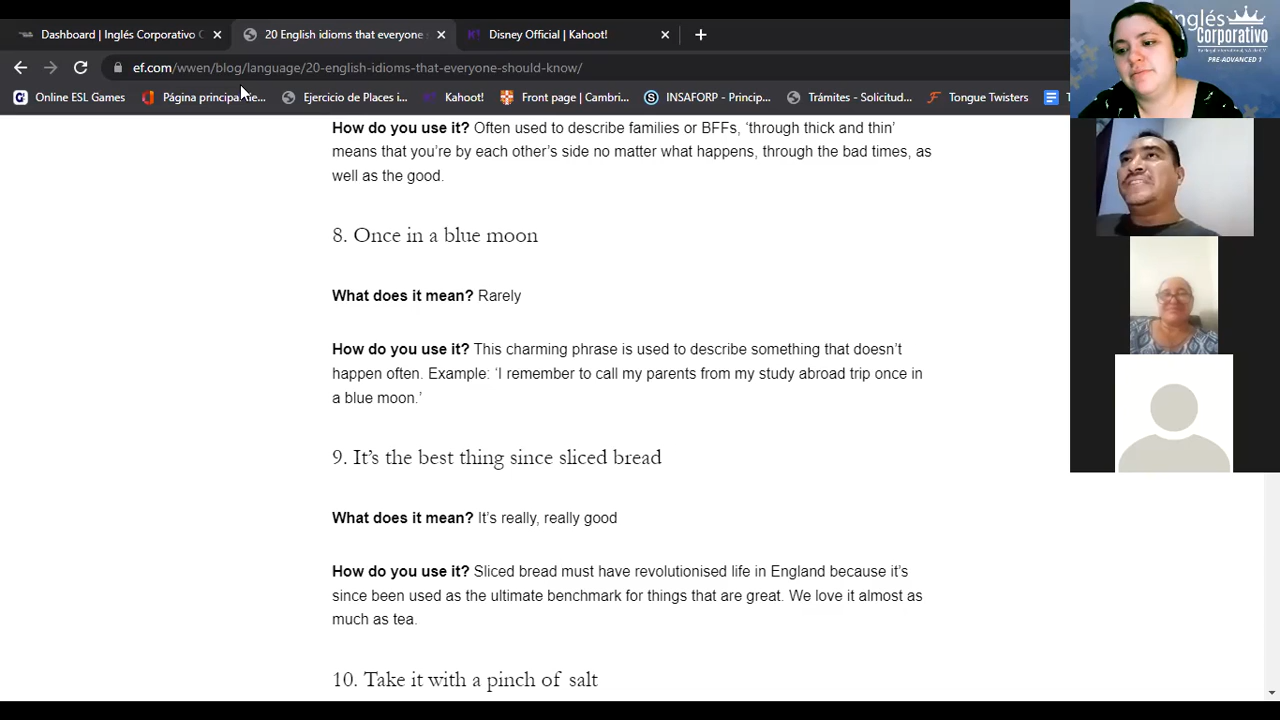 Dashboard | Inglés Corporativo
20 English idioms that everyone
Disney Official | Kahoot!
ef.com/wwen/blog/language/20-english-idioms-that-everyone-should-know/
Online ESL Games
Página principa
Ejercicio de Places i...
Kahoot!
Front page | Cambri...
INSAFORP - Princip...
Trámites - Solicitud...
Tongue Twisters
inglés
Corporativo
PRE-ADVANCED 1
How do you use it? Often used to describe families or BFFs, ‘through thick and thin’
means that you’re by each other’s side no matter what happens, through the bad times, as
well as the good.
8. Once in a blue moon
What does it mean? Rarely
How do you use it? This charming phrase is used to describe something that doesn’t
happen often. Example: ‘I remember to call my parents from my study abroad trip once in
a blue moon.’
9. It’s the best thing since sliced bread
What does it mean? It’s really, really good
How do you use it? Sliced bread must have revolutionised life in England because it’s
since been used as the ultimate benchmark for things that are great. We love it almost as
much as tea.
10. Take it with a pinch of salt